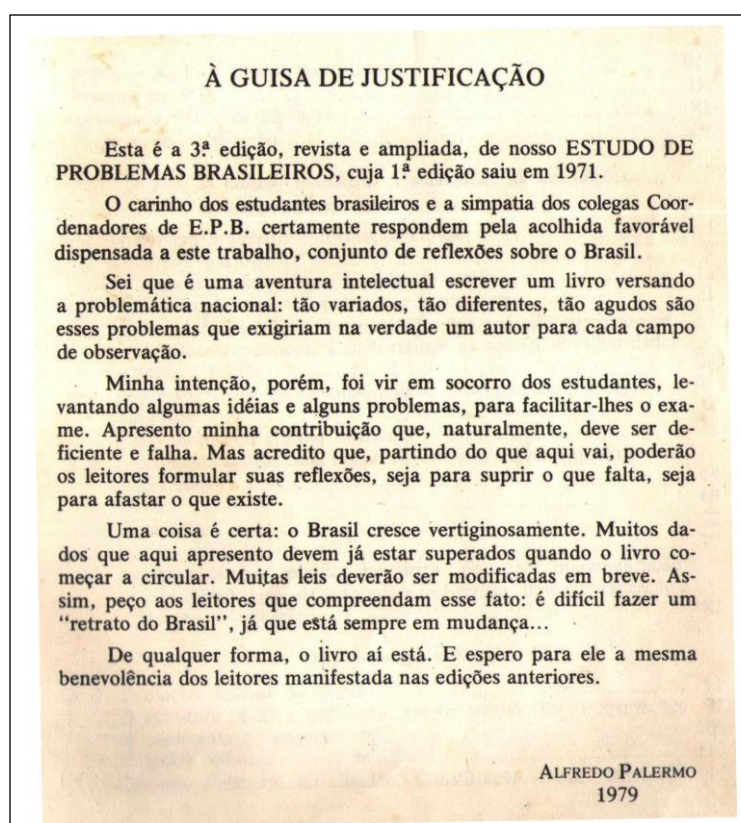 À GUISA DE JUSTIFICAÇÃO
Esta é a 3ª edição, revista e ampliada, de nosso ESTUDO DE
PROBLEMAS BRASILEIROS, cuja 1ª edição saiu em 1971.
O carinho dos estudantes brasileiros e a simpatia dos colegas Coor-
denadores de E.P.B. certamente respondem pela acolhida favorável
dispensada a este trabalho, conjunto de reflexões sobre o Brasil.
Sei que é uma aventura intelectual escrever um livro versando
a problemática nacional: tão variados, tão diferentes, tão agudos são
esses problemas que exigiriam na verdade um autor para cada campo
de observação.
Minha intenção, porém, foi vir em socorro dos estudantes, le-
vantando algumas idéias e alguns problemas, para facilitar-lhes o exa-
me. Apresento minha contribuição que, naturalmente, deve ser de-
ficiente e falha. Mas acredito que, partindo do que aqui vai, poderão
os leitores formular suas reflexões, seja para suprir o que falta, seja
para afastar o que existe.
Uma coisa é certa: o Brasil cresce vertiginosamente. Muitos da-
dos que aqui apresento devem já estar superados quando o livro co-
meçar a circular. Muitas leis deverão ser modificadas em breve. As-
sim, peço aos leitores que compreendam esse fato: é difícil fazer um
“retrato do Brasil”, já que está sempre em mudança...
De qualquer forma, o livro aí está. E espero para ele a mesma
benevolência dos leitores manifestada nas edições anteriores.
ALFREDO PALERMO
1979